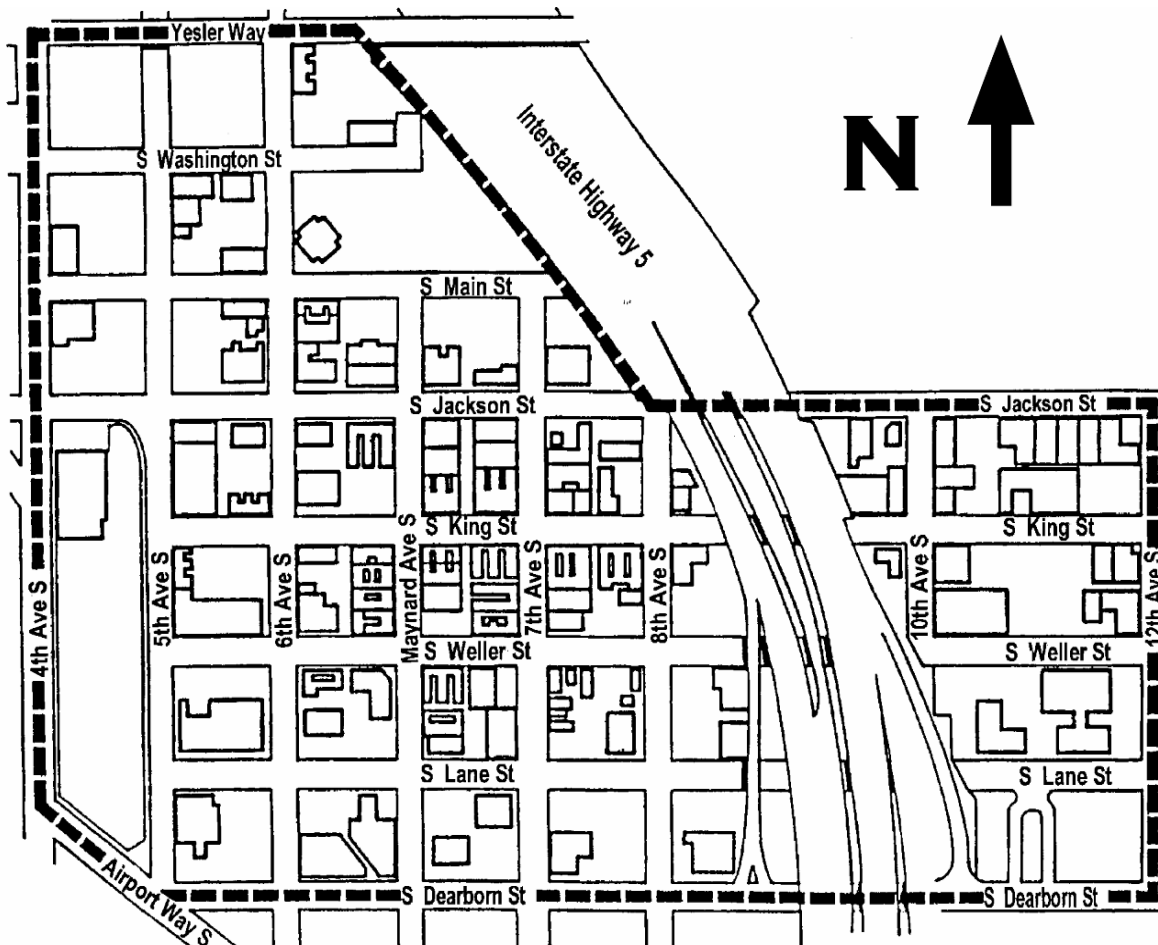 Yesler Way
N
Interstate Highway 5
S Washington St
S Main St
S Jackson St
S Jackson St
S King St
S King St
4th Ave S
5th Ave S
6th Ave S
Maynard Ave S
7th Ave S
8th Ave S
10th Ave S
12th Ave S
S Weller St
S Weller St
S Lane St
S Lane St
Airport Way S
S Dearborn St
S Dearborn St